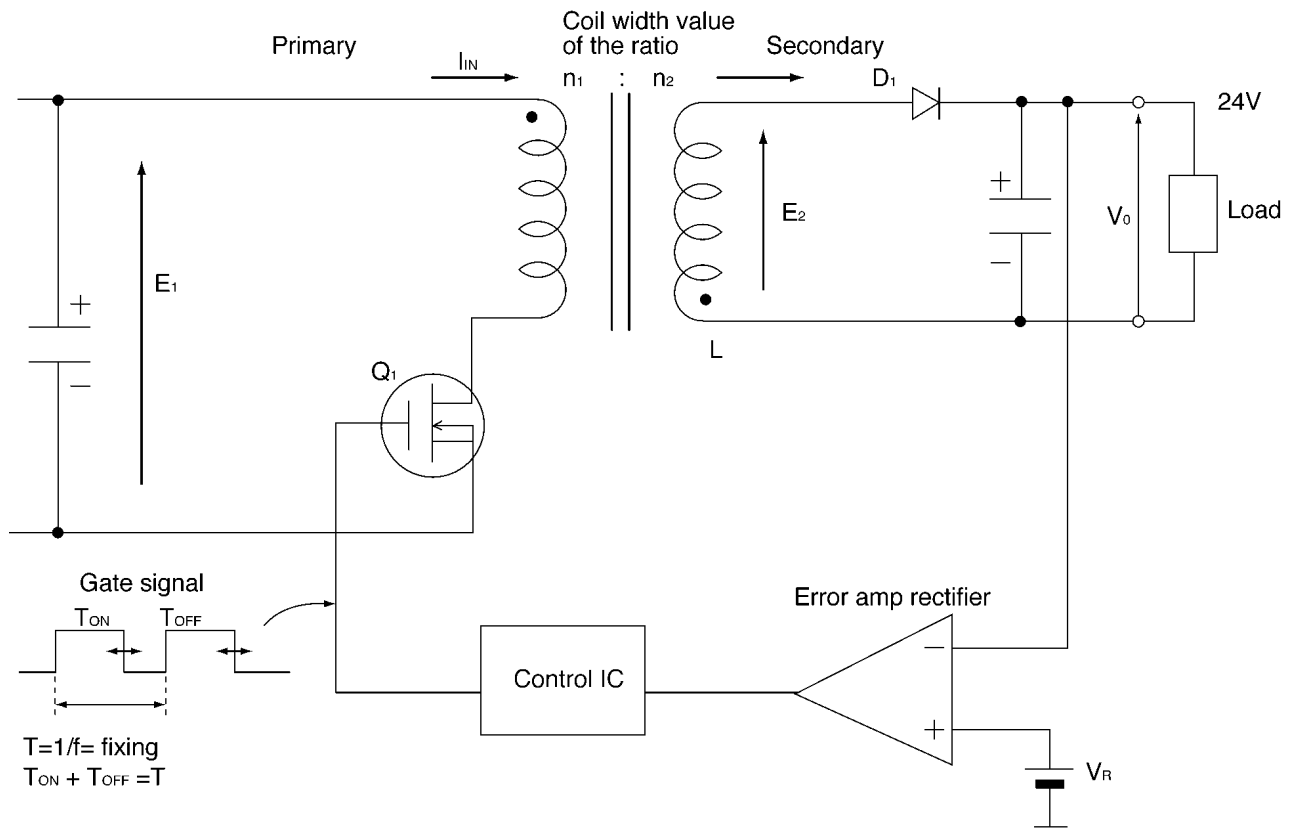 Coil width value
of the ratio
Primary
Secondary
IIN
n1 : n2
D1
24V
+
−
E1
E2
+
−
V0
Load
L
Q1
Gate signal
TON TOFF
Error amp rectifier
Control IC
−
+
T=1/f= fixing
TON + TOFF =T
VR